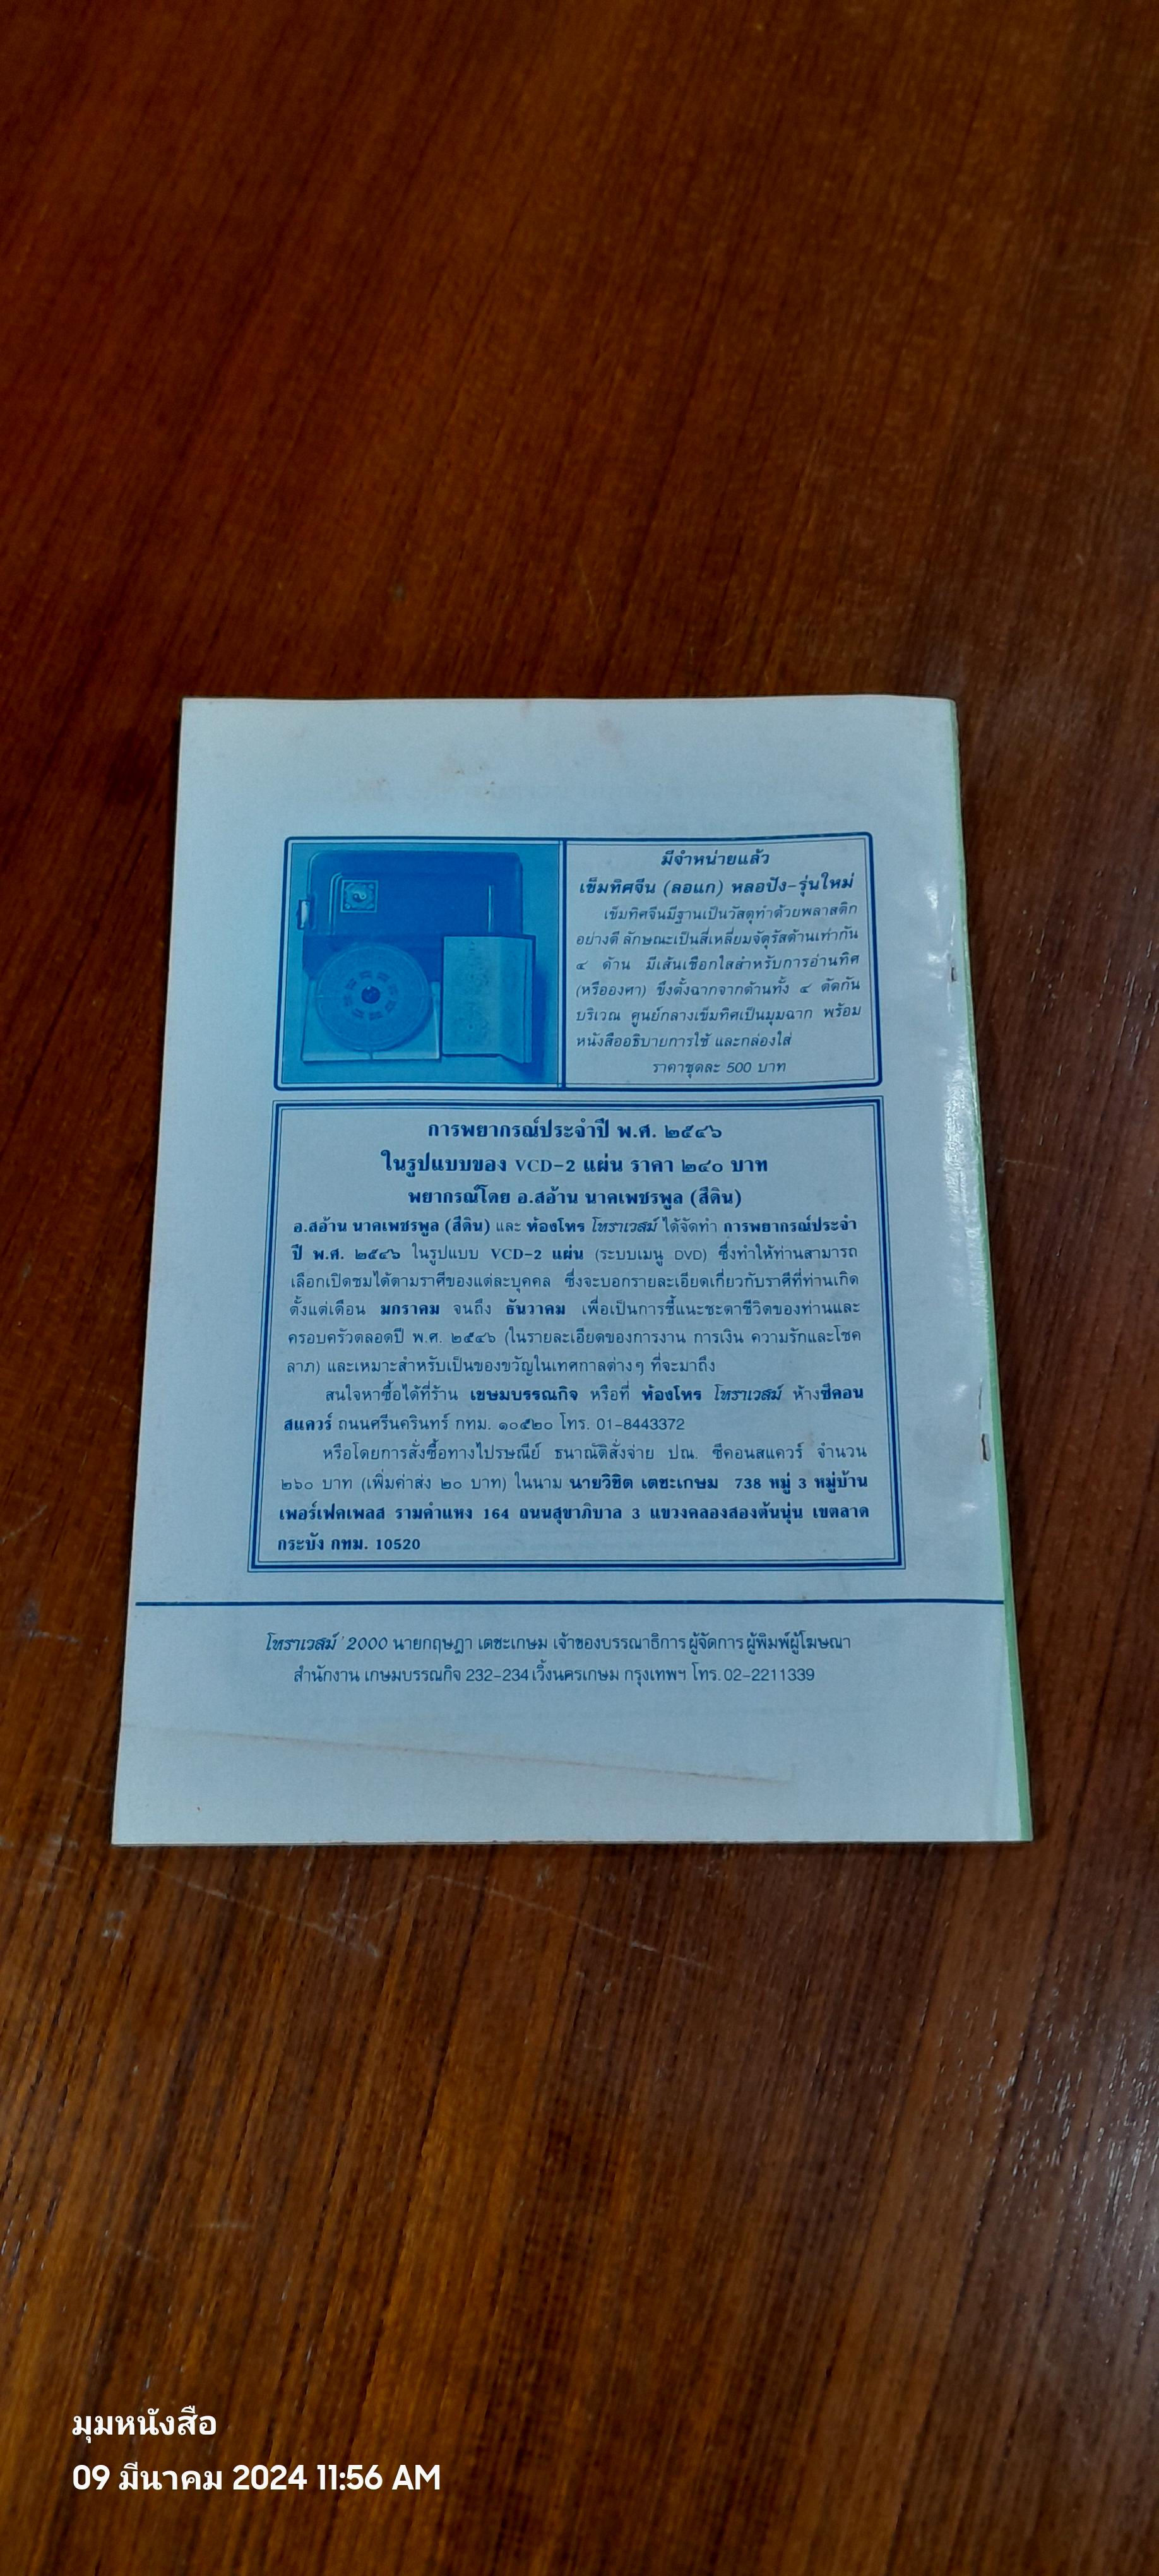 มีจำหน่ายแล้ว
เข็มทิศจีน (ลอแก) หลอปัง-รุ่นใหม่
เข็มทิศจีนมีฐานเป็นวัสดุทำด้วยพลาสติก
อย่างดี ลักษณะเป็นสี่เหลี่ยมจัตุรัสด้านเท่ากัน
๔ ด้าน มีเส้นเชือกใสสำหรับการอ่านทิศ
(หรือองศา) ขึงตั้งฉากจากด้านทั้ง ๔ ตัดกัน
บริเวณ ศูนย์กลางเข็มทิศเป็นมุมฉาก พร้อม
หนังสืออธิบายการใช้ และกล่องใส่
ราคาชุดละ 500 บาท
การพยากรณ์ประจำปี พ.ศ. ๒๕๔๖
ในรูปแบบของ VCD-2 แผ่น ราคา ๒๔๐ บาท
พยากรณ์โดย อ.สอ้าน นาคเพชรพูล (สีดิน)
อ.สอ้าน นาคเพชรพูล (สีดิน) และ ห้องโหร โหราเวสม์ ได้จัดทำ การพยากรณ์ประจำ
ปี พ.ศ. ๒๕๔๖ ในรูปแบบ VCD-2 แผ่น (ระบบเมนู DVD) ซึ่งทำให้ท่านสามารถ
เลือกเปิดชมได้ตามราศีของแต่ละบุคคล ซึ่งจะบอกรายละเอียดเกี่ยวกับราศีที่ท่านเกิด
ตั้งแต่เดือน มกราคม จนถึง ธันวาคม เพื่อเป็นการชี้แนะชะตาชีวิตของท่านและ
ครอบครัวตลอดปี พ.ศ. ๒๕๔๖ (ในรายละเอียดของการงาน การเงิน ความรักและโชค
ลาภ) และเหมาะสำหรับเป็นของขวัญในเทศกาลต่างๆ ที่จะมาถึง
สนใจหาซื้อได้ที่ร้าน เขษมบรรณกิจ หรือที่ ห้องโหร โหราเวสม์ ห้างซีคอน
สแควร์ ถนนศรีนครินทร์ กทม. ๑๐๕๒๐ โทร. 01-8443372
หรือโดยการสั่งซื้อทางไปรษณีย์ ธนาณัติสั่งจ่าย ปณ. ซีคอนสแควร์ จำนวน
๒๖๐ บาท (เพิ่มค่าส่ง ๒๐ บาท) ในนาม นายวิชิต เตชะเกษม 738 หมู่ 3 หมู่บ้าน
เพอร์เฟคเพลส รามคำแหง 164 ถนนสุขาภิบาล 3 แขวงคลองสองต้นนุ่น เขตลาด
กระบัง กทม. 10520
โหราเวสม์ ' 2000 นายกฤษฎา เตชะเกษม เจ้าของบรรณาธิการ ผู้จัดการ ผู้พิมพ์ผู้โฆษณา
สำนักงาน เกษมบรรณกิจ 232-234 เวิ้งนครเกษม กรุงเทพฯ โทร. 02-2211339
มุมหนังสือ
09 มีนาคม 2024 11:56 AM